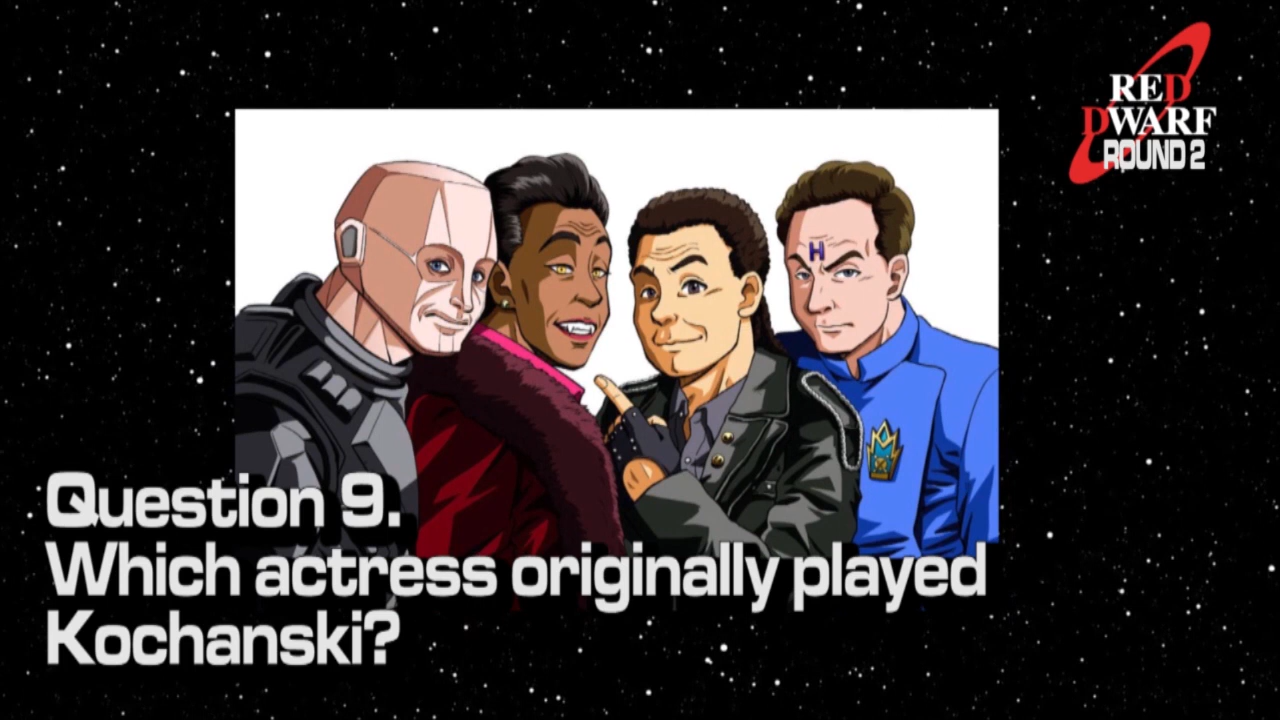 RED
DWARF
ROUND 2
H
Question 9.
Which actress originally played
Kochanski?